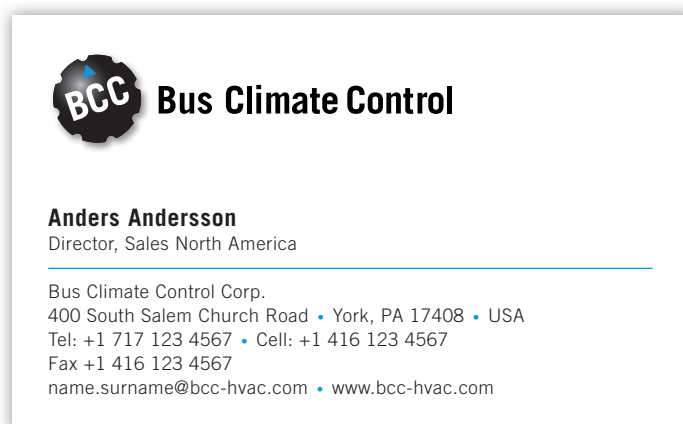 BCC Bus Climate Control
Anders Andersson
Director, Sales North America
Bus Climate Control Corp.
400 South Salem Church Road • York, PA 17408 • USA
Tel: +1 717 123 4567 • Cell: +1 416 123 4567
Fax +1 416 123 4567
name.surname@bcc-hvac.com • www.bcc-hvac.com